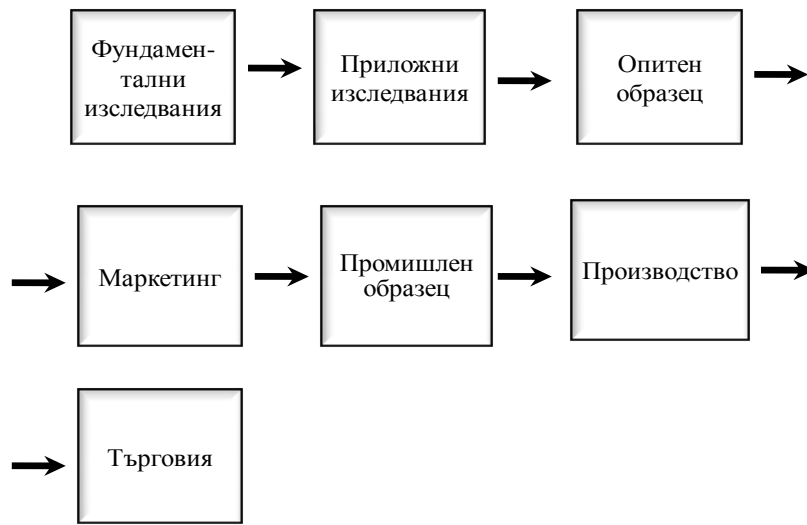 Фундамен-
тални
изследвания
Приложни
изследвания
Опитен
образец
Маркетинг
Промишлен
образец
Производство
Търговия